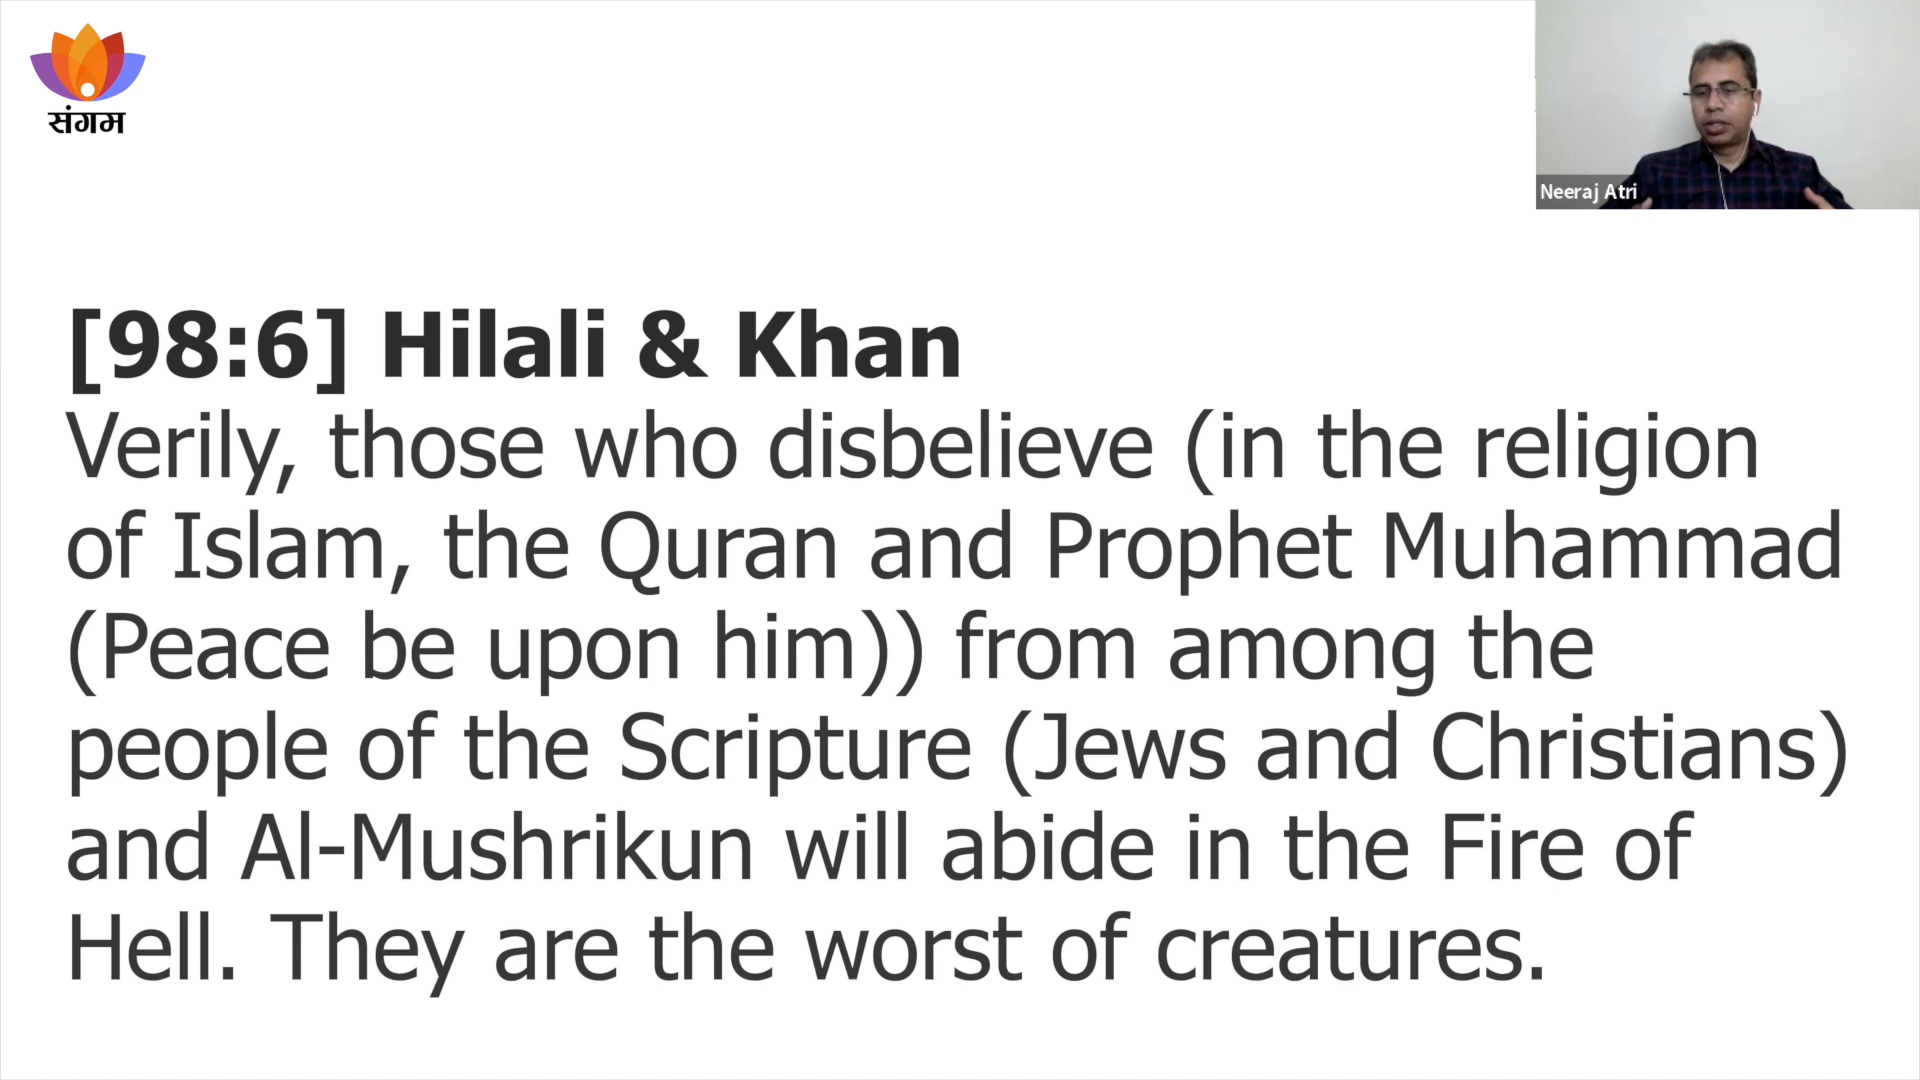 संगम
Neeraj Atri
[98:6] Hilali & Khan
Verily, those who disbelieve (in the religion
of Islam, the Quran and Prophet Muhammad
(Peace be upon him)) from among the
people of the Scripture (Jews and Christians)
and Al-Mushrikun will abide in the Fire of
Hell. They are the worst of creatures.